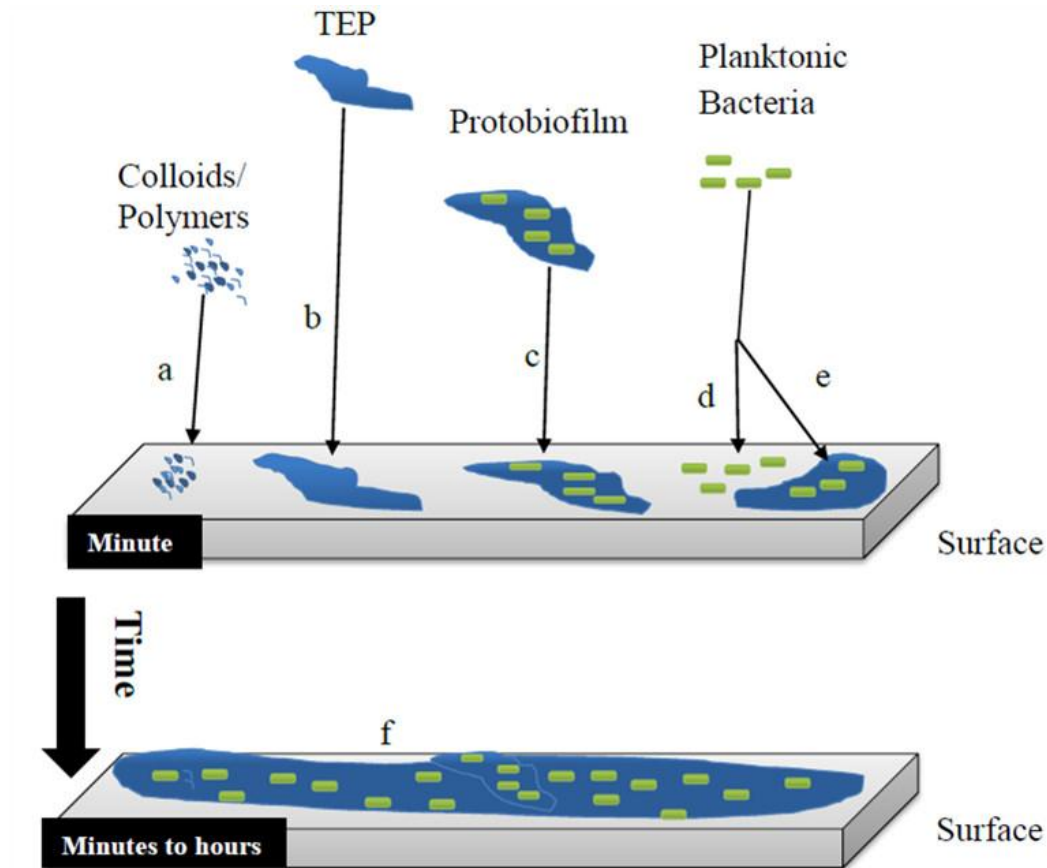 TEP
Planktonic
Bacteria
Protobiofilm
Colloids/
Polymers
b
a
c
d
e
Minute
Surface
Time
f
Minutes to hours
Surface